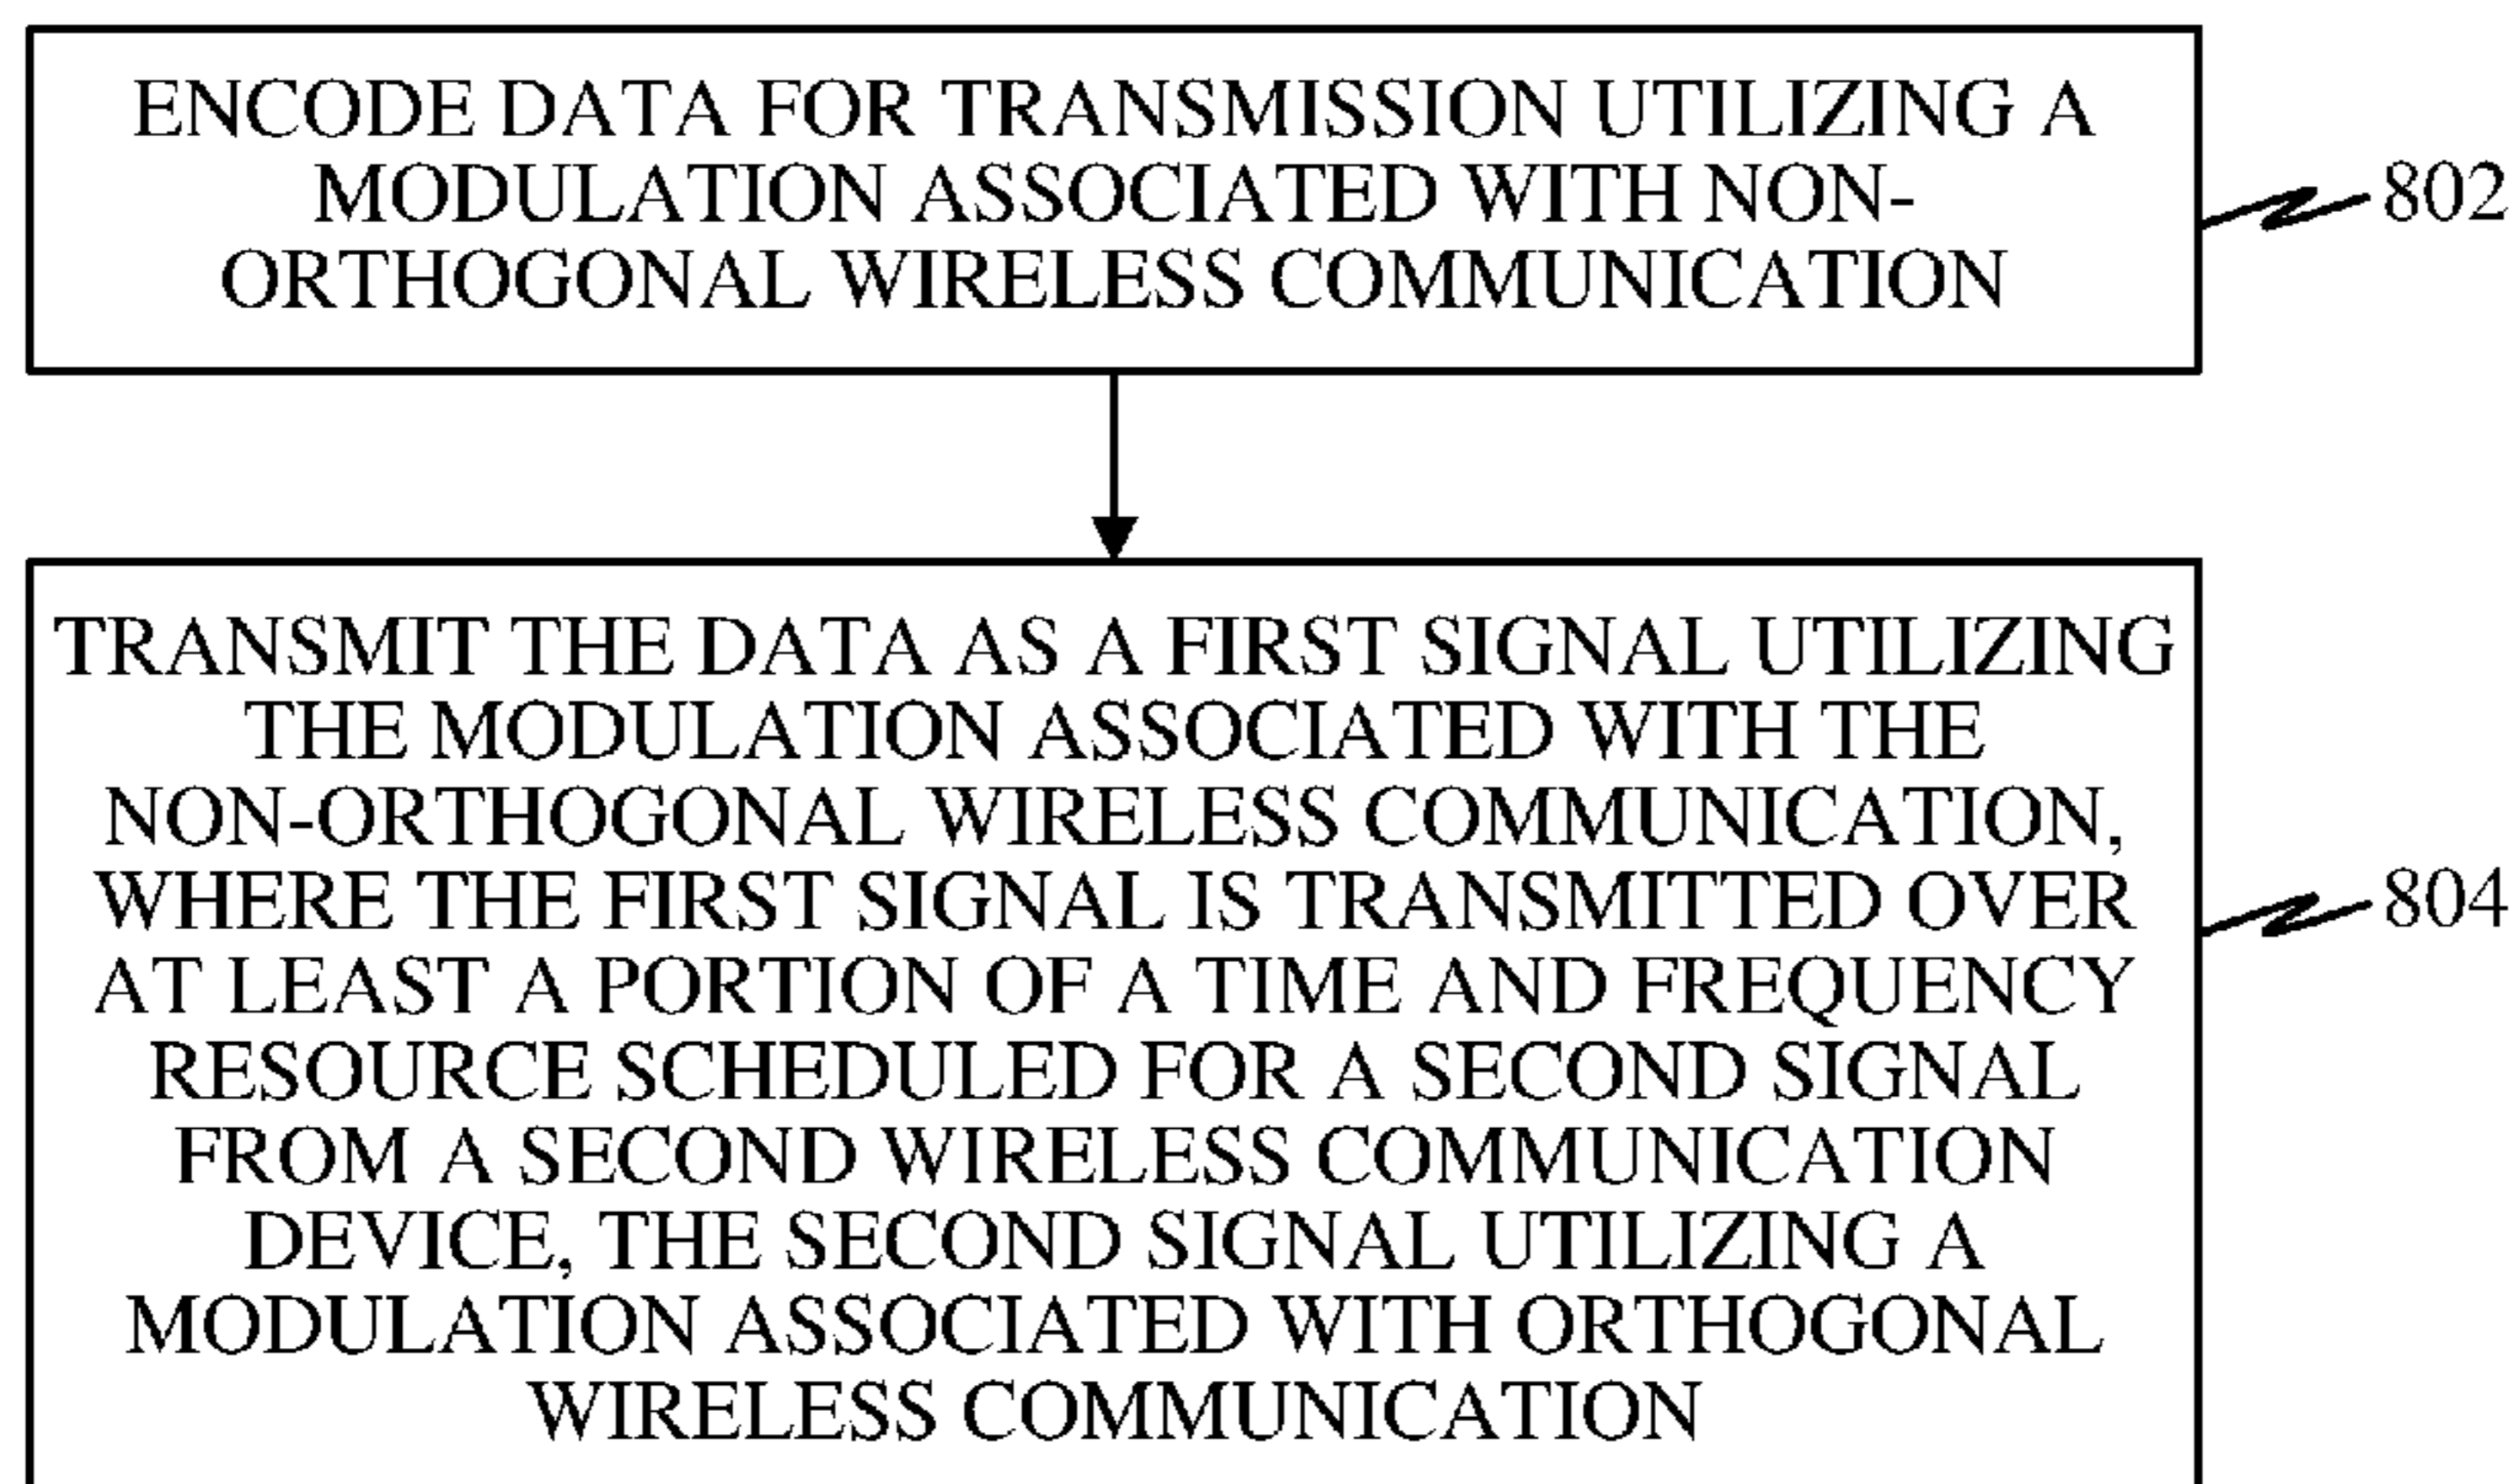 ENCODE DATA FOR TRANSMISSION UTILIZING A
MODULATION ASSOCIATED WITH NON-
ORTHOGONAL WIRELESS COMMUNICATION
802
TRANSMIT THE DATA AS A FIRST SIGNAL UTILIZING
THE MODULATION ASSOCIATED WITH THE
NON-ORTHOGONAL WIRELESS COMMUNICATION,
WHERE THE FIRST SIGNAL IS TRANSMITTED OVER
AT LEAST A PORTION OF A TIME AND FREQUENCY
RESOURCE SCHEDULED FOR A SECOND SIGNAL
FROM A SECOND WIRELESS COMMUNICATION
DEVICE, THE SECOND SIGNAL UTILIZING A
MODULATION ASSOCIATED WITH ORTHOGONAL
WIRELESS COMMUNICATION
804